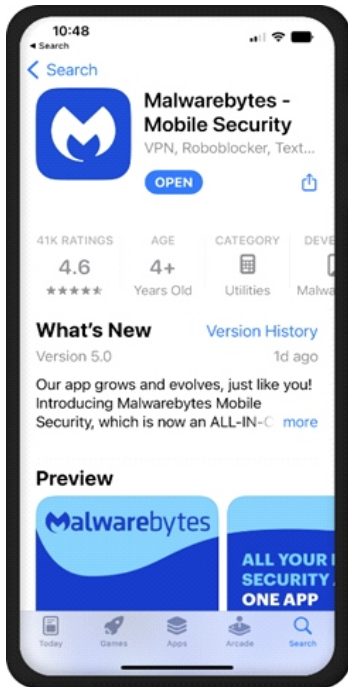 10:48
◂ Search
Search
Malwarebytes -
Mobile Security
VPN, Roboblocker, Text...
OPEN
41K RATINGS
4.6
AGE
4+
Years Old
CATEGORY
Utilities
DEVE
Malwa
What's New
Version History
Version 5.0
1d ago
Our app grows and evolves, just like you!
Introducing Malwarebytes Mobile
Security, which is now an ALL-IN-O
more
Preview
Malwarebytes
ALL YOUR
SECURITY
ONE APP
Today
Games
Apps
Arcade
Search